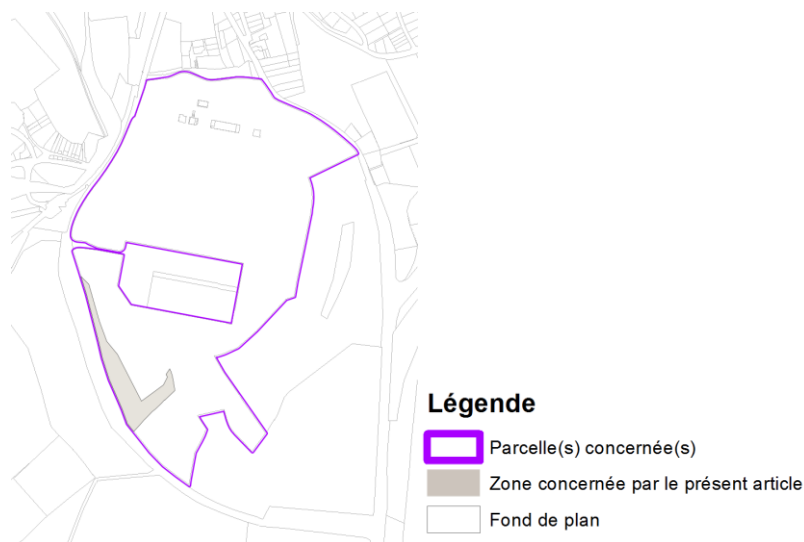 Légende
Parcelle(s) concernée(s)
Zone concernée par le présent article
Fond de plan